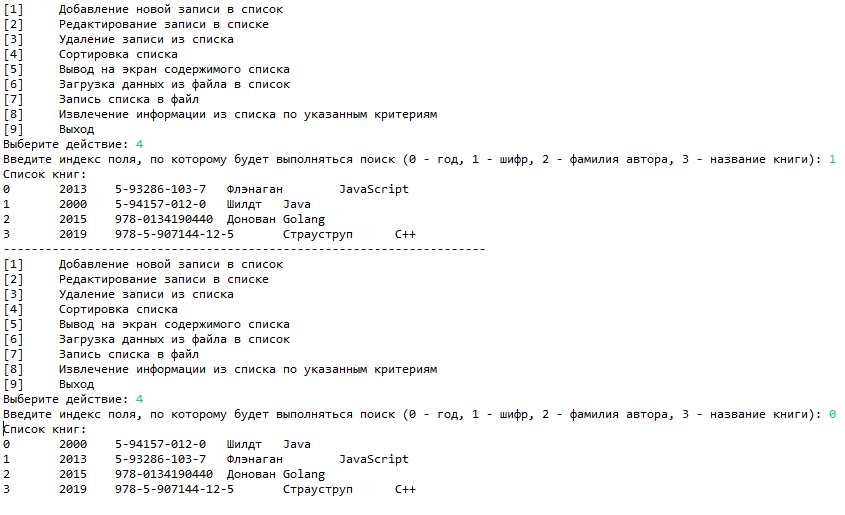 [1] Добавление новой записи в список
[2] Редактирование записи в списке
[3] Удаление записи из списка
[4] Сортировка списка
[5] Вывод на экран содержимого списка
[6] Загрузка данных из файла в список
[7] Запись списка в файл
[8] Извлечение информации из списка по указанным критериям
[9] Выход
Выберите действие: 4
Введите индекс поля, по которому будет выполняться поиск (0 - год, 1 - шифр, 2 - фамилия автора, 3 - название книги): 1
Список книг:
0 2013 5-93286-103-7 Флэнаган JavaScript
1 2000 5-94157-012-0 Шилдт Java
2 2015 978-0134190440 Донован Golang
3 2019 978-5-907144-12-5 Страуструп C++
---------------------------------------------------------------------
[1] Добавление новой записи в список
[2] Редактирование записи в списке
[3] Удаление записи из списка
[4] Сортировка списка
[5] Вывод на экран содержимого списка
[6] Загрузка данных из файла в список
[7] Запись списка в файл
[8] Извлечение информации из списка по указанным критериям
[9] Выход
Выберите действие: 4
Введите индекс поля, по которому будет выполняться поиск (0 - год, 1 - шифр, 2 - фамилия автора, 3 - название книги): 0
Список книг:
0 2000 5-94157-012-0 Шилдт Java
1 2013 5-93286-103-7 Флэнаган JavaScript
2 2015 978-0134190440 Донован Golang
3 2019 978-5-907144-12-5 Страуструп C++